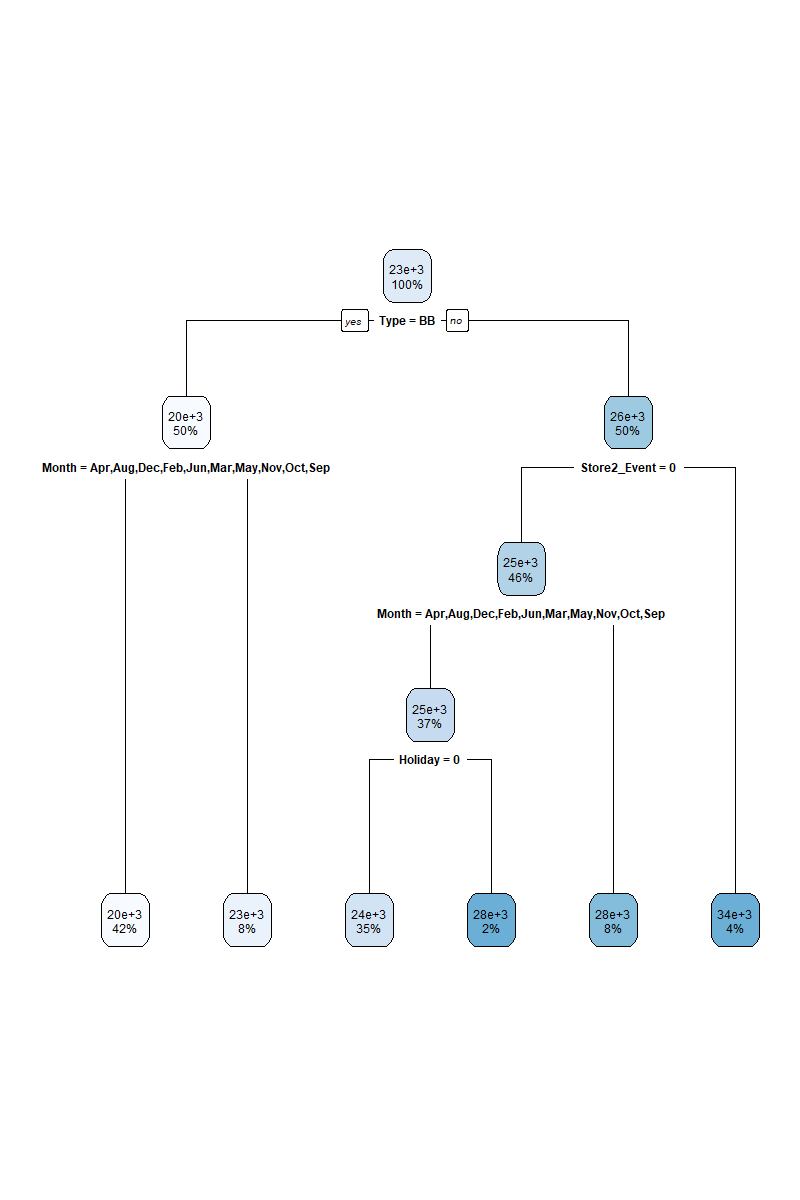 23e+3
100%
yes
Type = BB
no
20e+3
50%
26e+3
50%
Month = Apr,Aug,Dec,Feb,Jun,Mar,May,Nov,Oct,Sep
Store2_Event = 0
25e+3
46%
Month = Apr,Aug,Dec,Feb,Jun,Mar,May,Nov,Oct,Sep
25e+3
37%
Holiday = 0
20e+3
42%
23e+3
8%
24e+3
35%
28e+3
2%
28e+3
8%
34e+3
4%